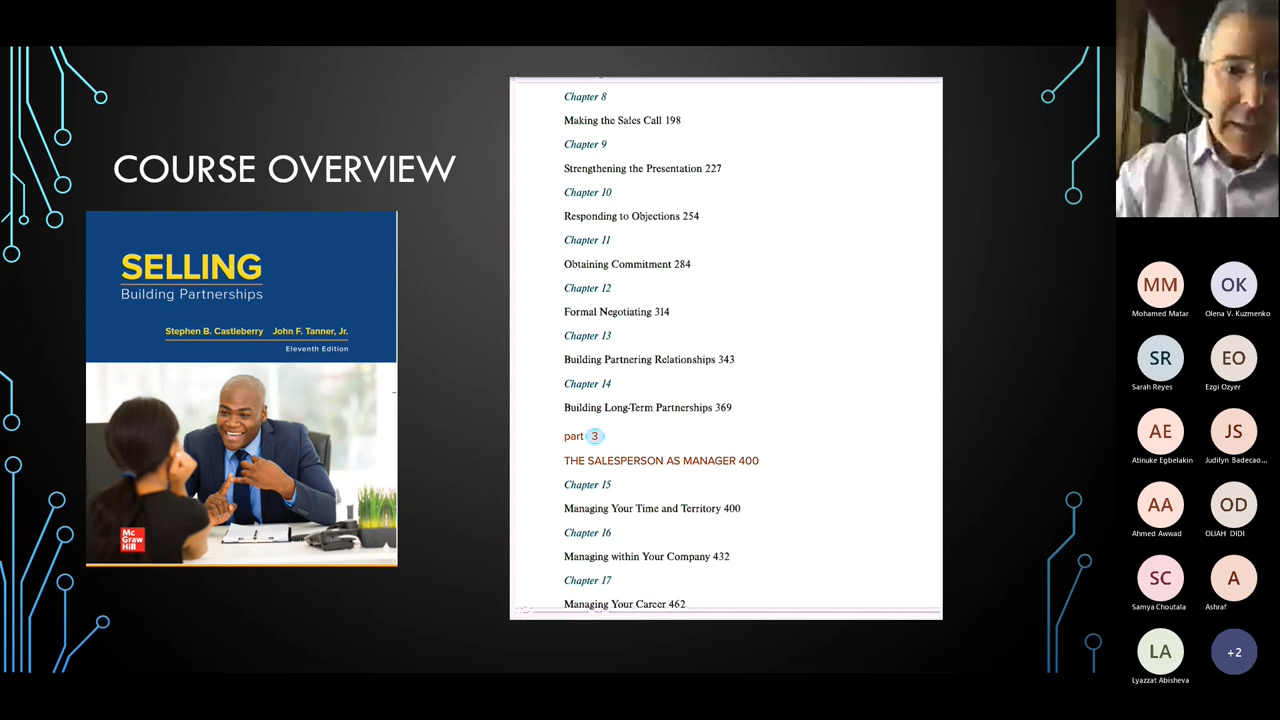 COURSE OVERVIEW
SELLING
Building Partnerships
Stephen B. Castleberry John F. Tanner, Jr.
Eleventh Edition
Mc
Graw
Hill
Chapter 8
Making the Sales Call 198
Chapter 9
Strengthening the Presentation 227
Chapter 10
Responding to Objections 254
Chapter 11
Obtaining Commitment 284
Chapter 12
Formal Negotiating 314
Chapter 13
Building Partnering Relationships 343
Chapter 14
Building Long-Term Partnerships 369
part 3
THE SALESPERSON AS MANAGER 400
Chapter 15
Managing Your Time and Territory 400
Chapter 16
Managing within Your Company 432
Chapter 17
Managing Your Career 462
MM
Mohamed Matar
OK
Olena V. Kuzmenko
SR
Sarah Reyes
EO
Ezgi Ozyer
AE
Atinuke Egbelakin
JS
Judilyn Badecao...
AA
Ahmed Awwad
OD
OLIAH DIDI
SC
Samya Choutala
A
Ashraf
LA
Lyazzat Abisheva
+2